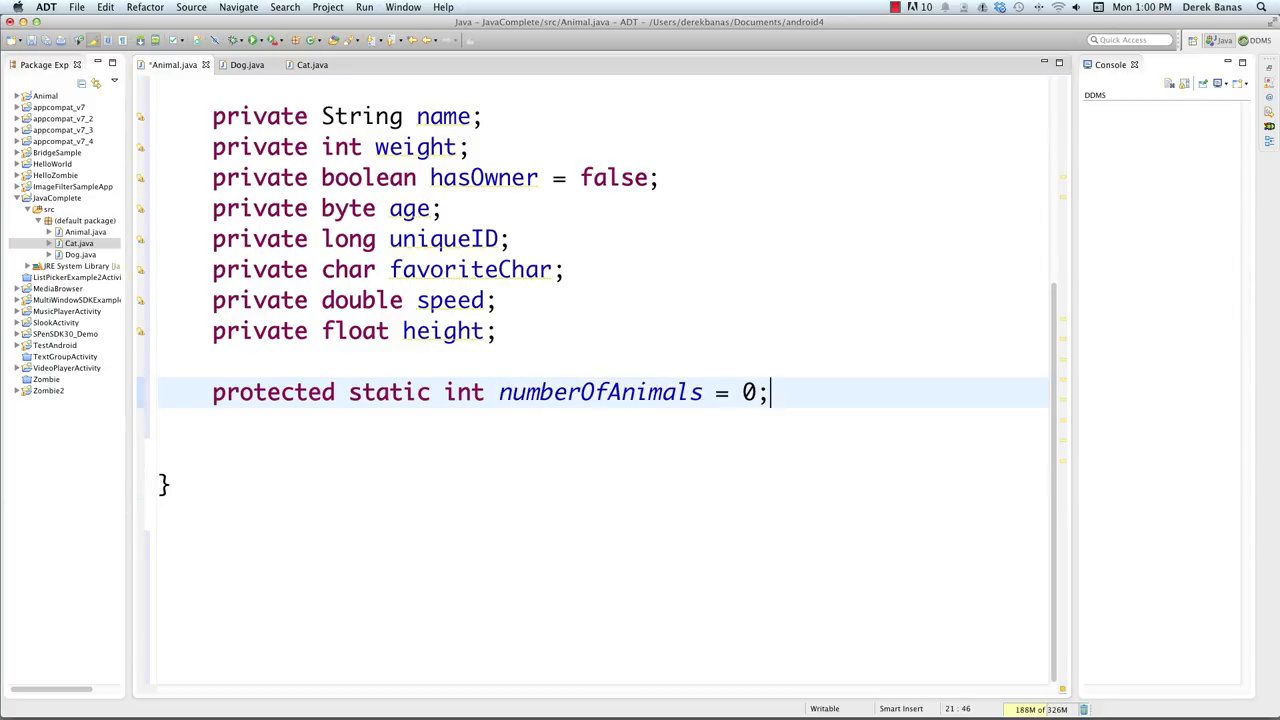 ADT File Edit Refactor Source Navigate Search Project Run Window Help 10 Mon 1:00 PM Derek Banas
Java – JavaComplete/src/Animal.java – ADT – /Users/derekbanas/Documents/android4
Quick Access Java DDMS
Package Exp
*Animal.java Dog.java Cat.java
Console
DDMS
Animal
appcompat_v7
appcompat_v7_2
appcompat_v7_3
appcompat_v7_4
BridgeSample
HelloWorld
HelloZombie
ImageFilterSampleApp
JavaComplete
src
(default package)
Animal.java
Cat.java
Dog.java
JRE System Library [Ja
ListPickerExample2Activi
MediaBrowser
MultiWindowSDKExample
MusicPlayerActivity
SlookActivity
SPenSDK30_Demo
TestAndroid
TextGroupActivity
VideoPlayerActivity
Zombie
Zombie2
private String name;
private int weight;
private boolean hasOwner = false;
private byte age;
private long uniqueID;
private char favoriteChar;
private double speed;
private float height;
protected static int numberOfAnimals = 0;
}
Writable Smart Insert 21 : 46 188M of 326M